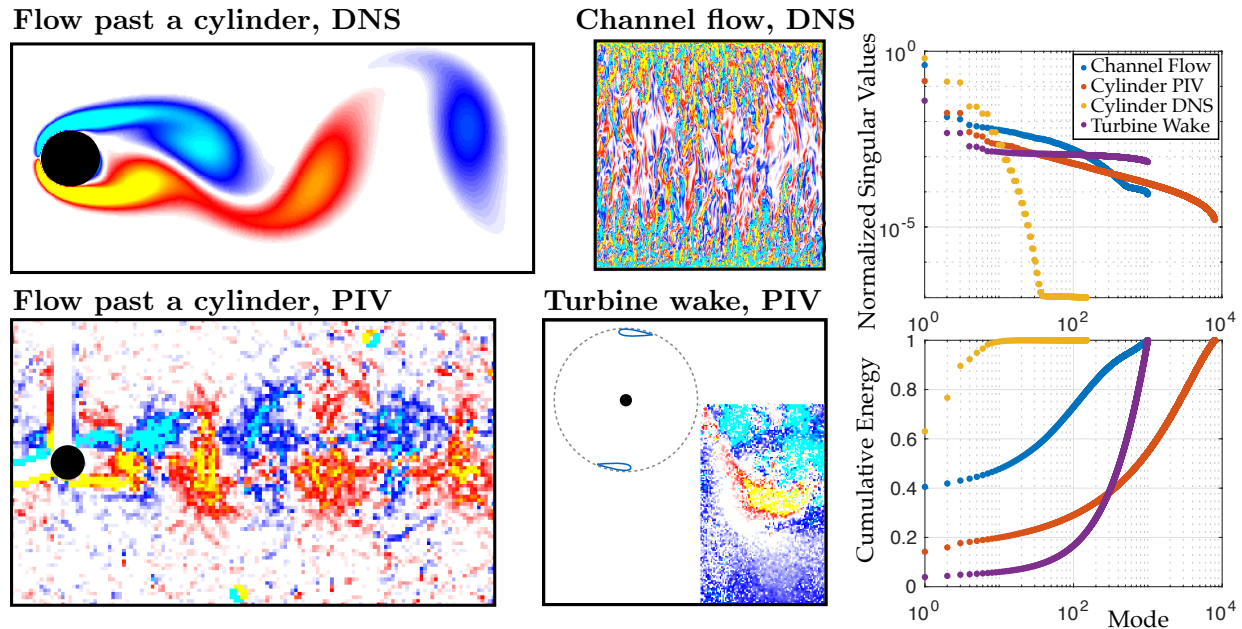 Flow past a cylinder, DNS
Channel flow, DNS
Flow past a cylinder, PIV
Turbine wake, PIV
Normalized Singular Values
10^0
10^-5
Channel Flow
Cylinder PIV
Cylinder DNS
Turbine Wake
10^0
10^2
10^4
Cumulative Energy
1
0.8
0.6
0.4
0.2
0
10^0
10^2
Mode
10^4